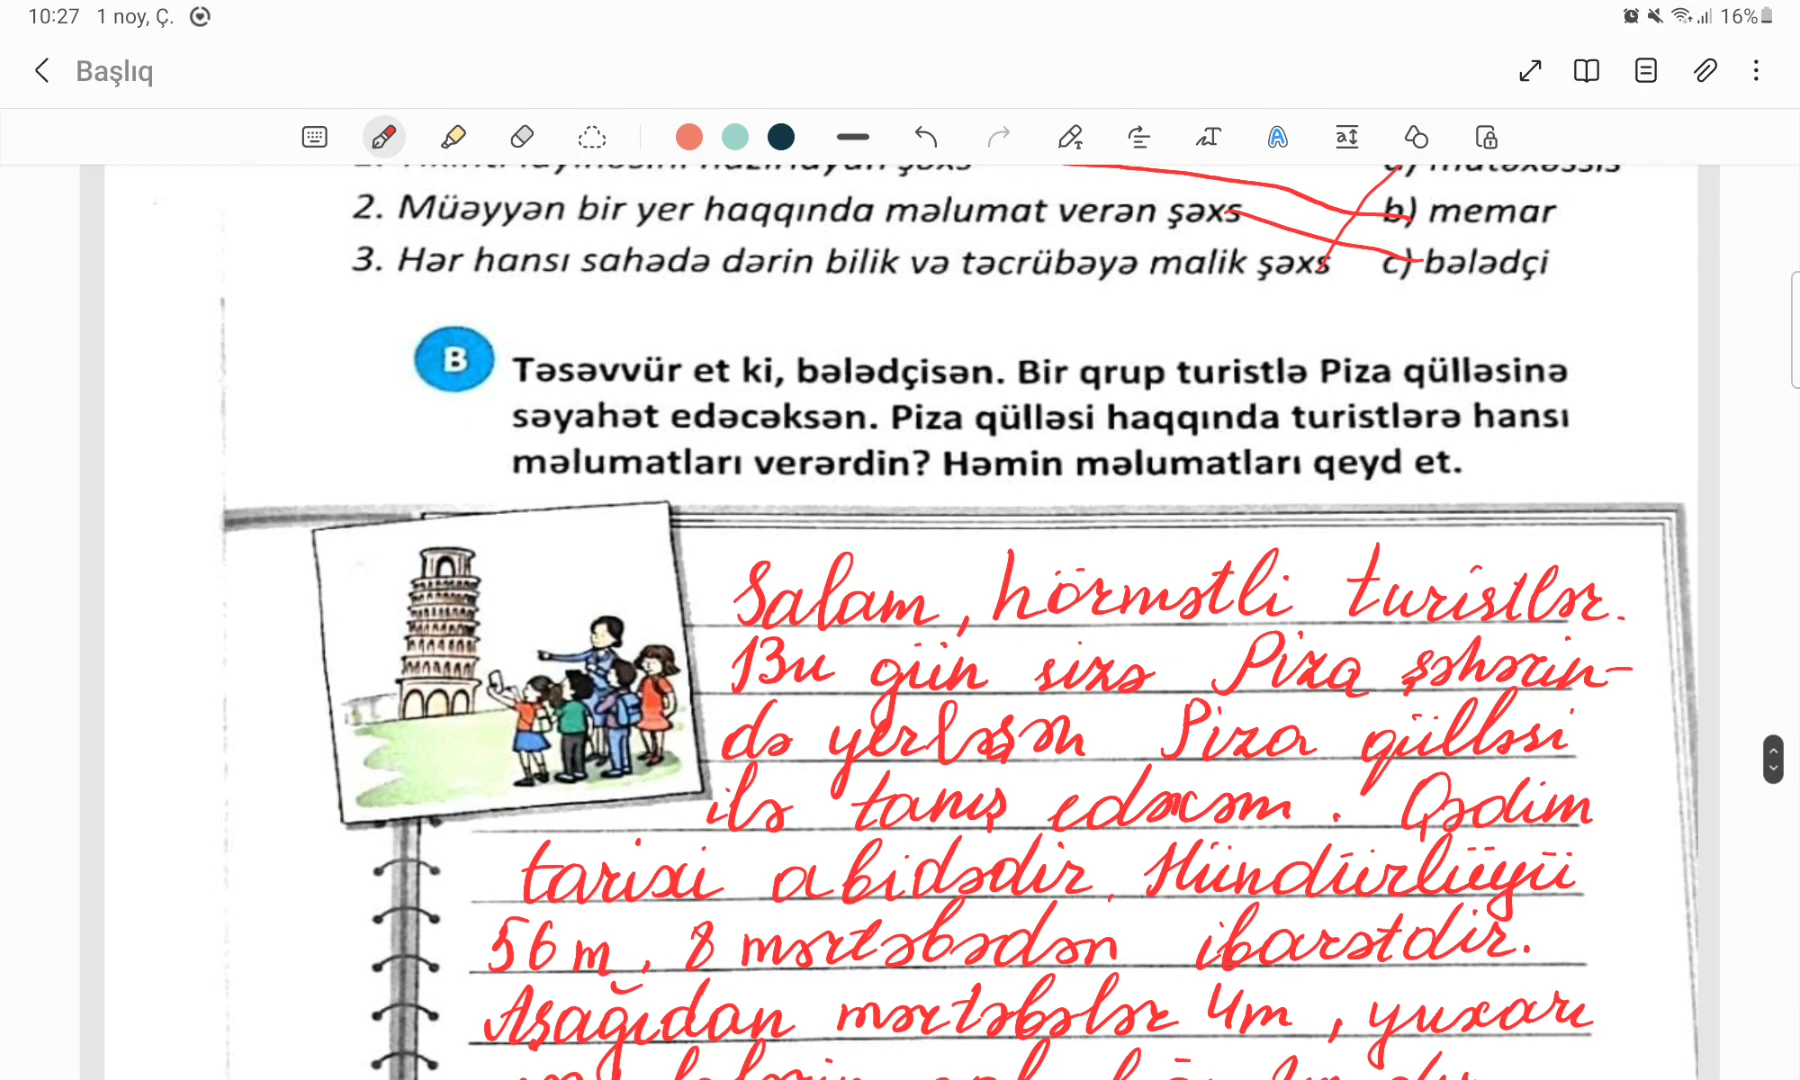 10:27 1 noy, Ç. 16%
Başlıq
hazırlayan şəxs a) mütəxəssis
2. Müəyyən bir yer haqqında məlumat verən şəxs b) memar
3. Hər hansı sahədə dərin bilik və təcrübəyə malik şəxs c) bələdçi
B
Təsəvvür et ki, bələdçisən. Bir qrup turistlə Piza qülləsinə
səyahət edəcəksən. Piza qülləsi haqqında turistlərə hansı
məlumatları verərdin? Həmin məlumatları qeyd et.
Salam, hörmətli turistlər.
Bu gün sizə Piza şəhərin-
də yerləşən Piza qülləsi
ilə tanış edəcəm. Qədim
tarixi abidədir. Hündürlüyü
56 m, 8 mərtəbədən ibarətdir.
Aşağıdan mərtəbələr 4m, yuxarı